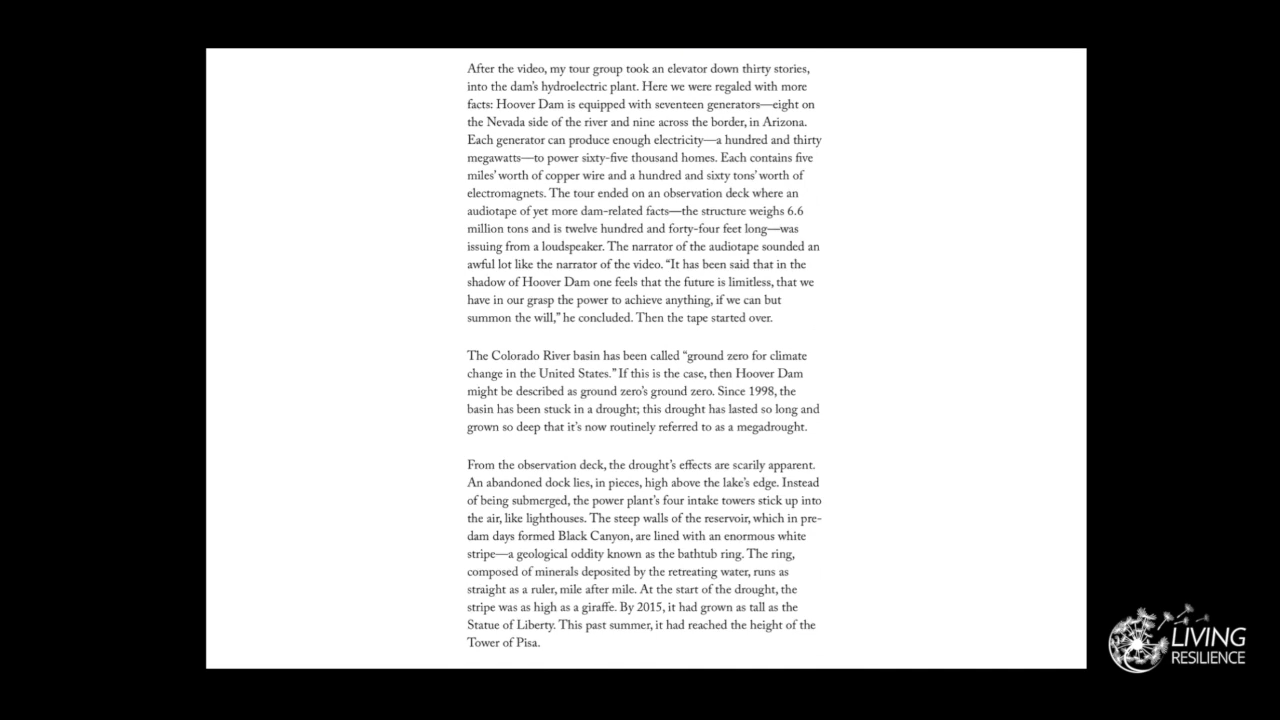 After the video, my tour group took an elevator down thirty stories,
into the dam’s hydroelectric plant. Here we were regaled with more
facts: Hoover Dam is equipped with seventeen generators—eight on
the Nevada side of the river and nine across the border, in Arizona.
Each generator can produce enough electricity—a hundred and thirty
megawatts—to power sixty-five thousand homes. Each contains five
miles’ worth of copper wire and a hundred and sixty tons’ worth of
electromagnets. The tour ended on an observation deck where an
audiotape of yet more dam-related facts—the structure weighs 6.6
million tons and is twelve hundred and forty-four feet long—was
issuing from a loudspeaker. The narrator of the audiotape sounded an
awful lot like the narrator of the video. “It has been said that in the
shadow of Hoover Dam one feels that the future is limitless, that we
have in our grasp the power to achieve anything, if we can but
summon the will,” he concluded. Then the tape started over.
The Colorado River basin has been called “ground zero for climate
change in the United States.” If this is the case, then Hoover Dam
might be described as ground zero’s ground zero. Since 1998, the
basin has been stuck in a drought; this drought has lasted so long and
grown so deep that it’s now routinely referred to as a megadrought.
From the observation deck, the drought’s effects are scarily apparent.
An abandoned dock lies, in pieces, high above the lake’s edge. Instead
of being submerged, the power plant’s four intake towers stick up into
the air, like lighthouses. The steep walls of the reservoir, which in pre-
dam days formed Black Canyon, are lined with an enormous white
stripe—a geological oddity known as the bathtub ring. The ring,
composed of minerals deposited by the retreating water, runs as
straight as a ruler, mile after mile. At the start of the drought, the
stripe was as high as a giraffe. By 2015, it had grown as tall as the
Statue of Liberty. This past summer, it had reached the height of the
Tower of Pisa.
LIVING
RESILIENCE